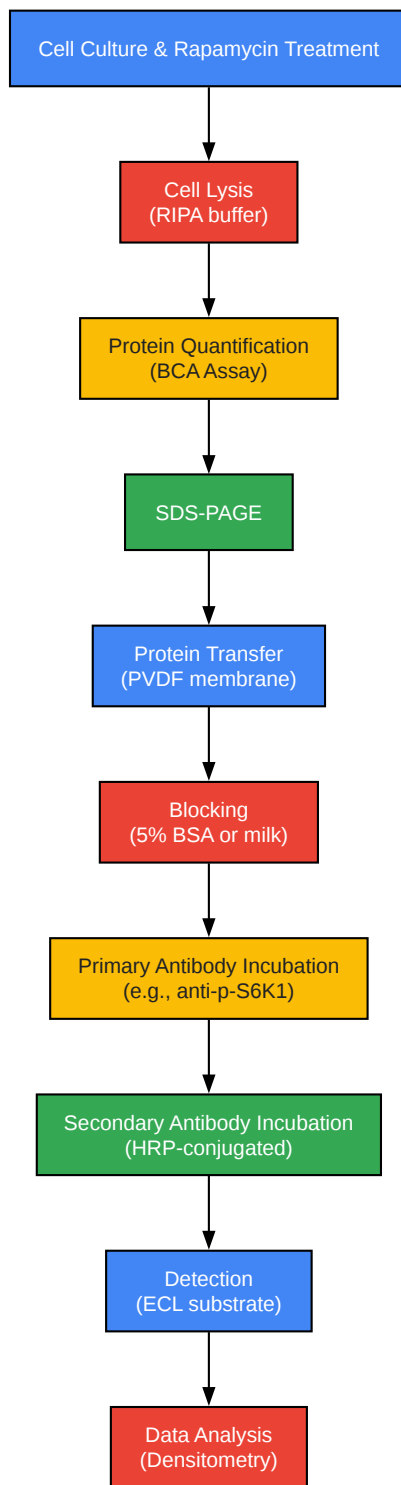 Cell Culture & Rapamycin Treatment
Cell Lysis
(RIPA buffer)
Protein Quantification
(BCA Assay)
SDS-PAGE
Protein Transfer
(PVDF membrane)
Blocking
(5% BSA or milk)
Primary Antibody Incubation
(e.g., anti-p-S6K1)
Secondary Antibody Incubation
(HRP-conjugated)
Detection
(ECL substrate)
Data Analysis
(Densitometry)